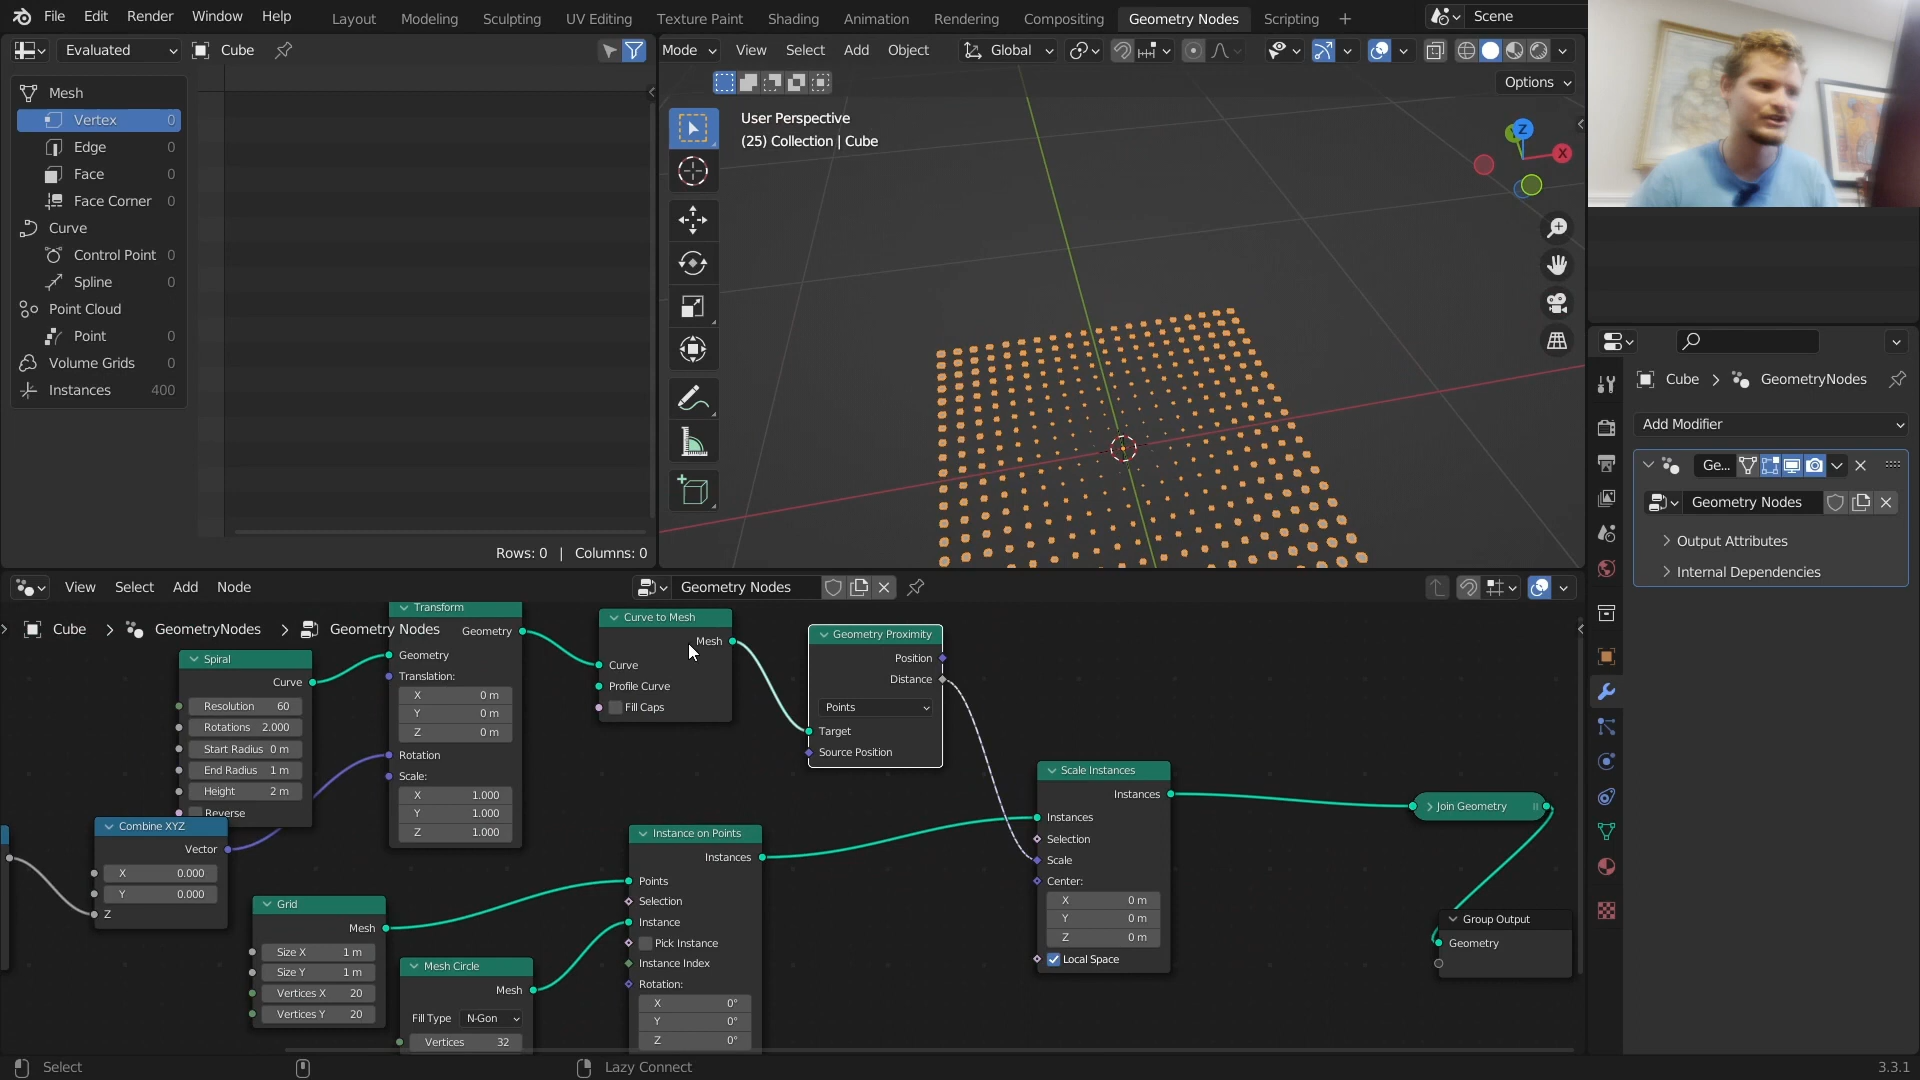 File Edit Render Window Help
Layout Modeling Sculpting UV Editing Texture Paint Shading Animation Rendering Compositing Geometry Nodes Scripting +
Scene
Evaluated
Cube
Mode View Select Add Object Global
Options
Mesh
Vertex 0
Edge 0
Face 0
Face Corner 0
Curve
Control Point 0
Spline 0
Point Cloud
Point 0
Volume Grids 0
Instances 400
Rows: 0 | Columns: 0
User Perspective
(25) Collection | Cube
Z
X
Cube > GeometryNodes
Add Modifier
Ge...
Geometry Nodes
Output Attributes
Internal Dependencies
View Select Add Node
Geometry Nodes
Cube > GeometryNodes > Geometry Nodes
Spiral
Curve
Resolution 60
Rotations 2.000
Start Radius 0 m
End Radius 1 m
Height 2 m
Reverse
Combine XYZ
Vector
X 0.000
Y 0.000
Z
Transform
Geometry
Geometry
Translation:
X 0 m
Y 0 m
Z 0 m
Rotation
Scale:
X 1.000
Y 1.000
Z 1.000
Curve to Mesh
Mesh
Curve
Profile Curve
Fill Caps
Geometry Proximity
Position
Distance
Points
Target
Source Position
Grid
Mesh
Size X 1 m
Size Y 1 m
Vertices X 20
Vertices Y 20
Mesh Circle
Mesh
Fill Type N-Gon
Vertices 32
Instance on Points
Instances
Points
Selection
Instance
Pick Instance
Instance Index
Rotation:
X 0°
Y 0°
Z 0°
Scale Instances
Instances
Instances
Selection
Scale
Center:
X 0 m
Y 0 m
Z 0 m
Local Space
Join Geometry
Group Output
Geometry
Select
Lazy Connect
3.3.1